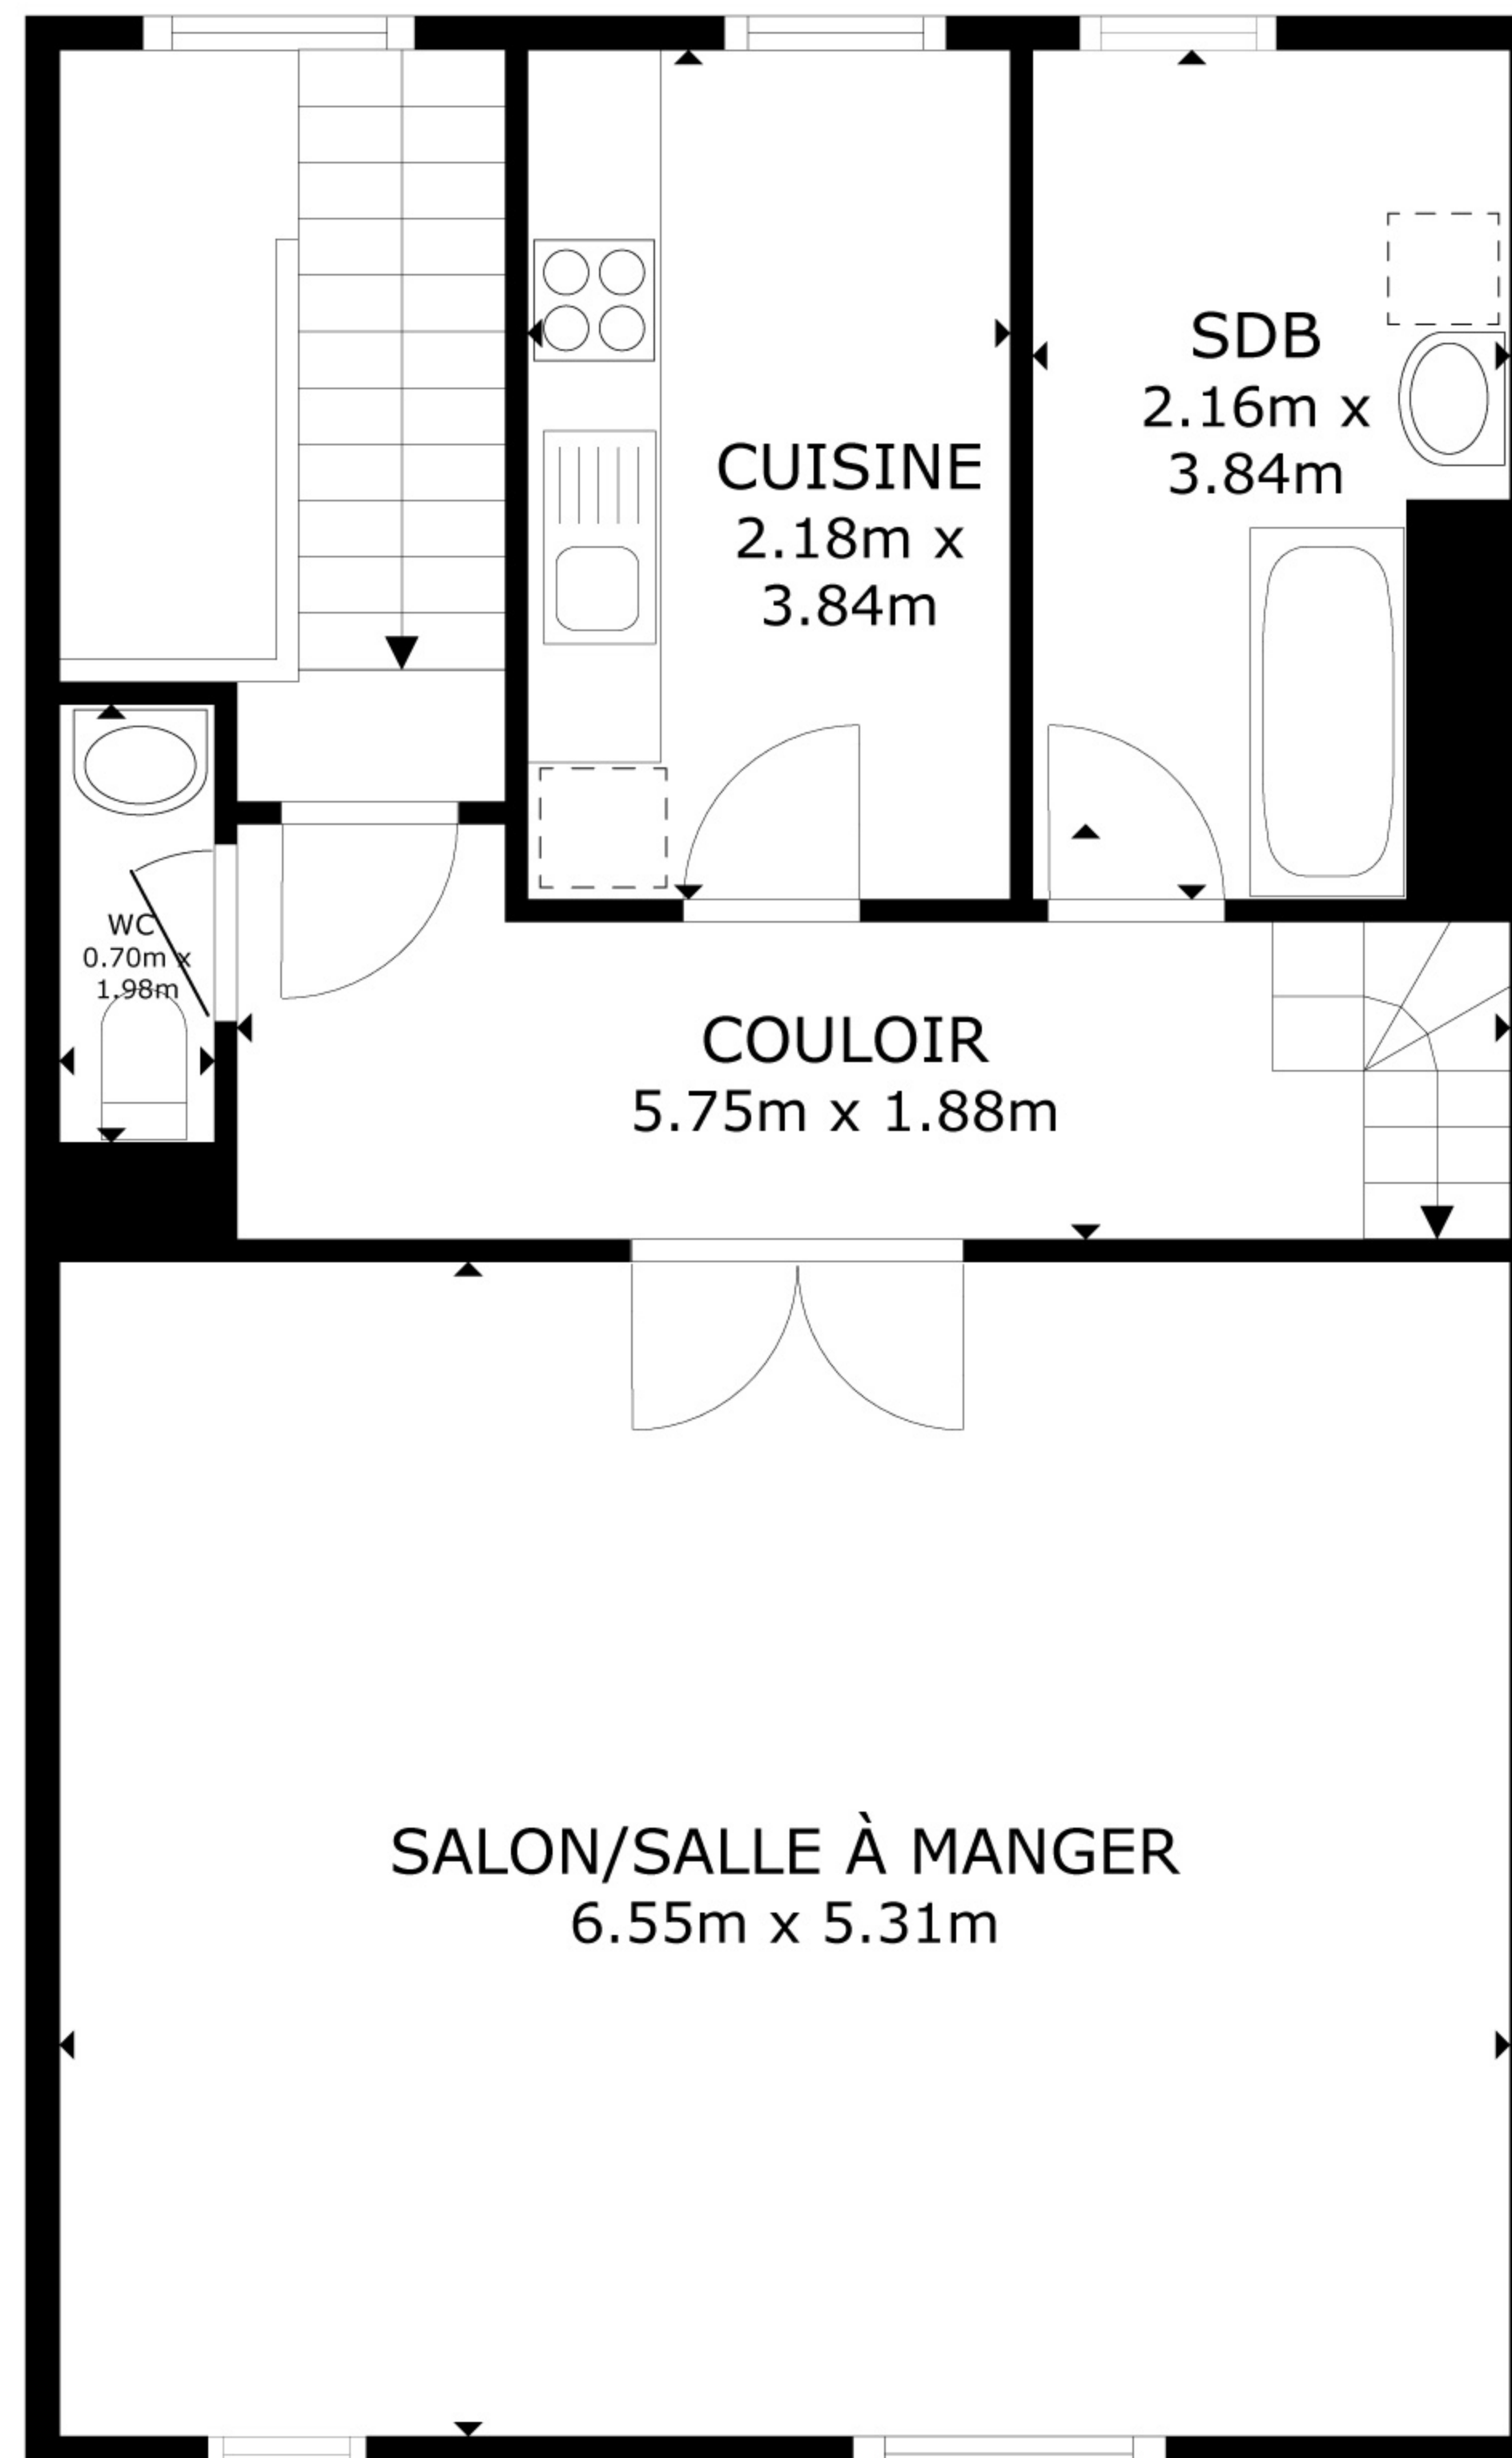 SDB
2.16m x
3.84m
CUISINE
2.18m x
3.84m
WC
0.70m x
1.98m
COULOIR
5.75m x 1.88m
SALON/SALLE À MANGER
6.55m x 5.31m